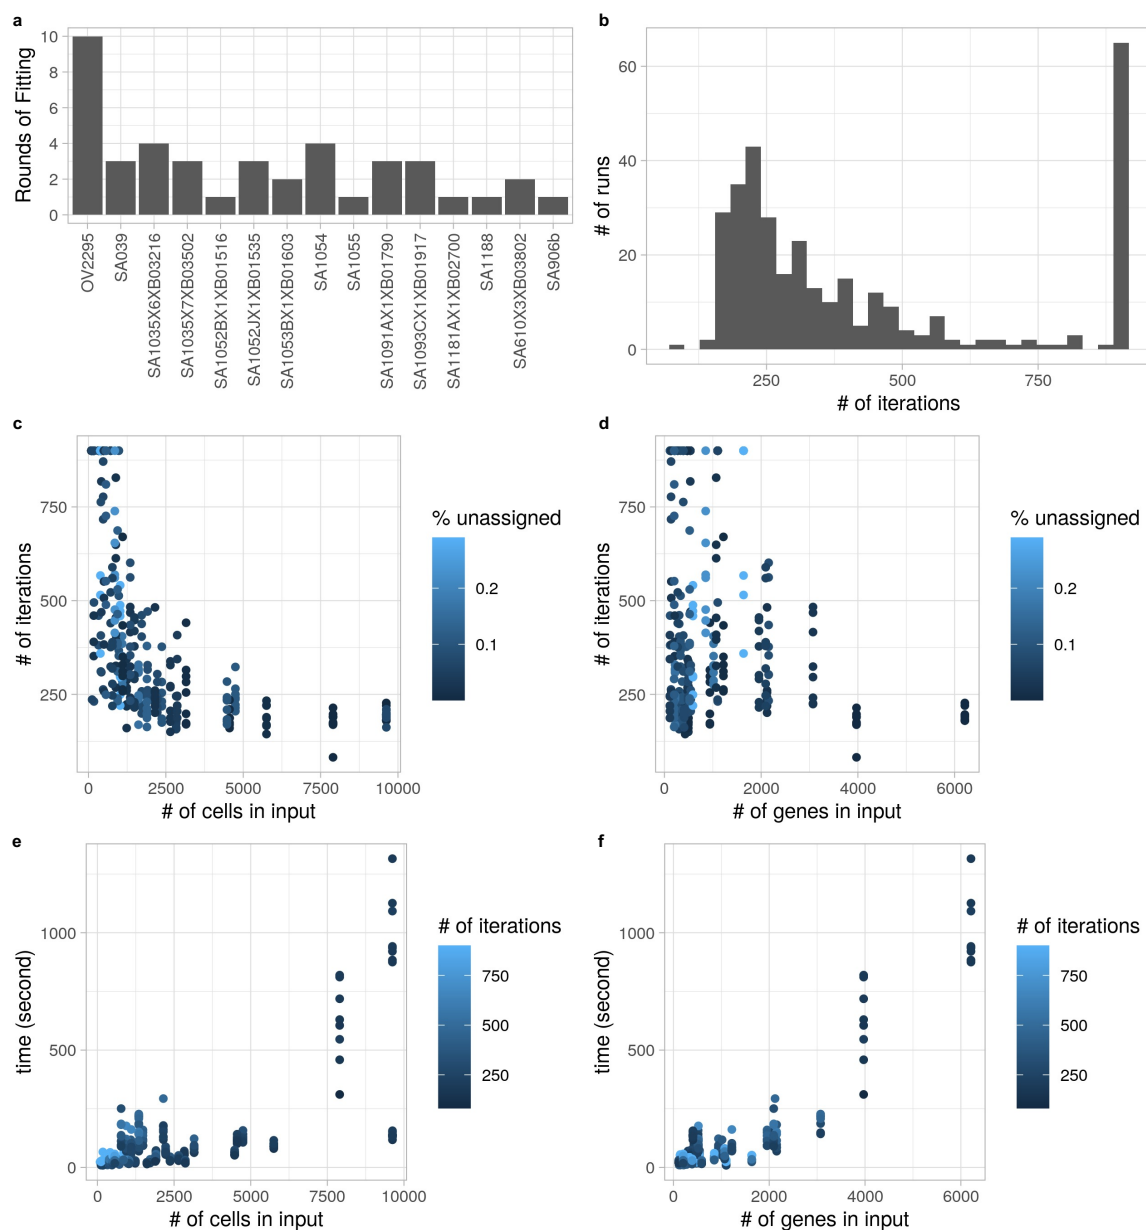 a
Rounds of Fitting
10
8
6
4
2
0
OV2295
SA039
SA1035X6XB03216
SA1035X7XB03502
SA1052BX1XB01516
SA1052JX1XB01535
SA1053BX1XB01603
SA1054
SA1055
SA1091AX1XB01790
SA1093CX1XB01917
SA1181AX1XB02700
SA1188
SA610X3XB03802
SA906b
b
# of runs
60
40
20
0
250 500 750
# of iterations
c
# of iterations
750
500
250
0 2500 5000 7500 10000
# of cells in input
% unassigned
0.2
0.1
d
# of iterations
750
500
250
0 2000 4000 6000
# of genes in input
% unassigned
0.2
0.1
e
time (second)
1000
500
0
0 2500 5000 7500 10000
# of cells in input
# of iterations
750
500
250
f
time (second)
1000
500
0
0 2000 4000 6000
# of genes in input
# of iterations
750
500
250